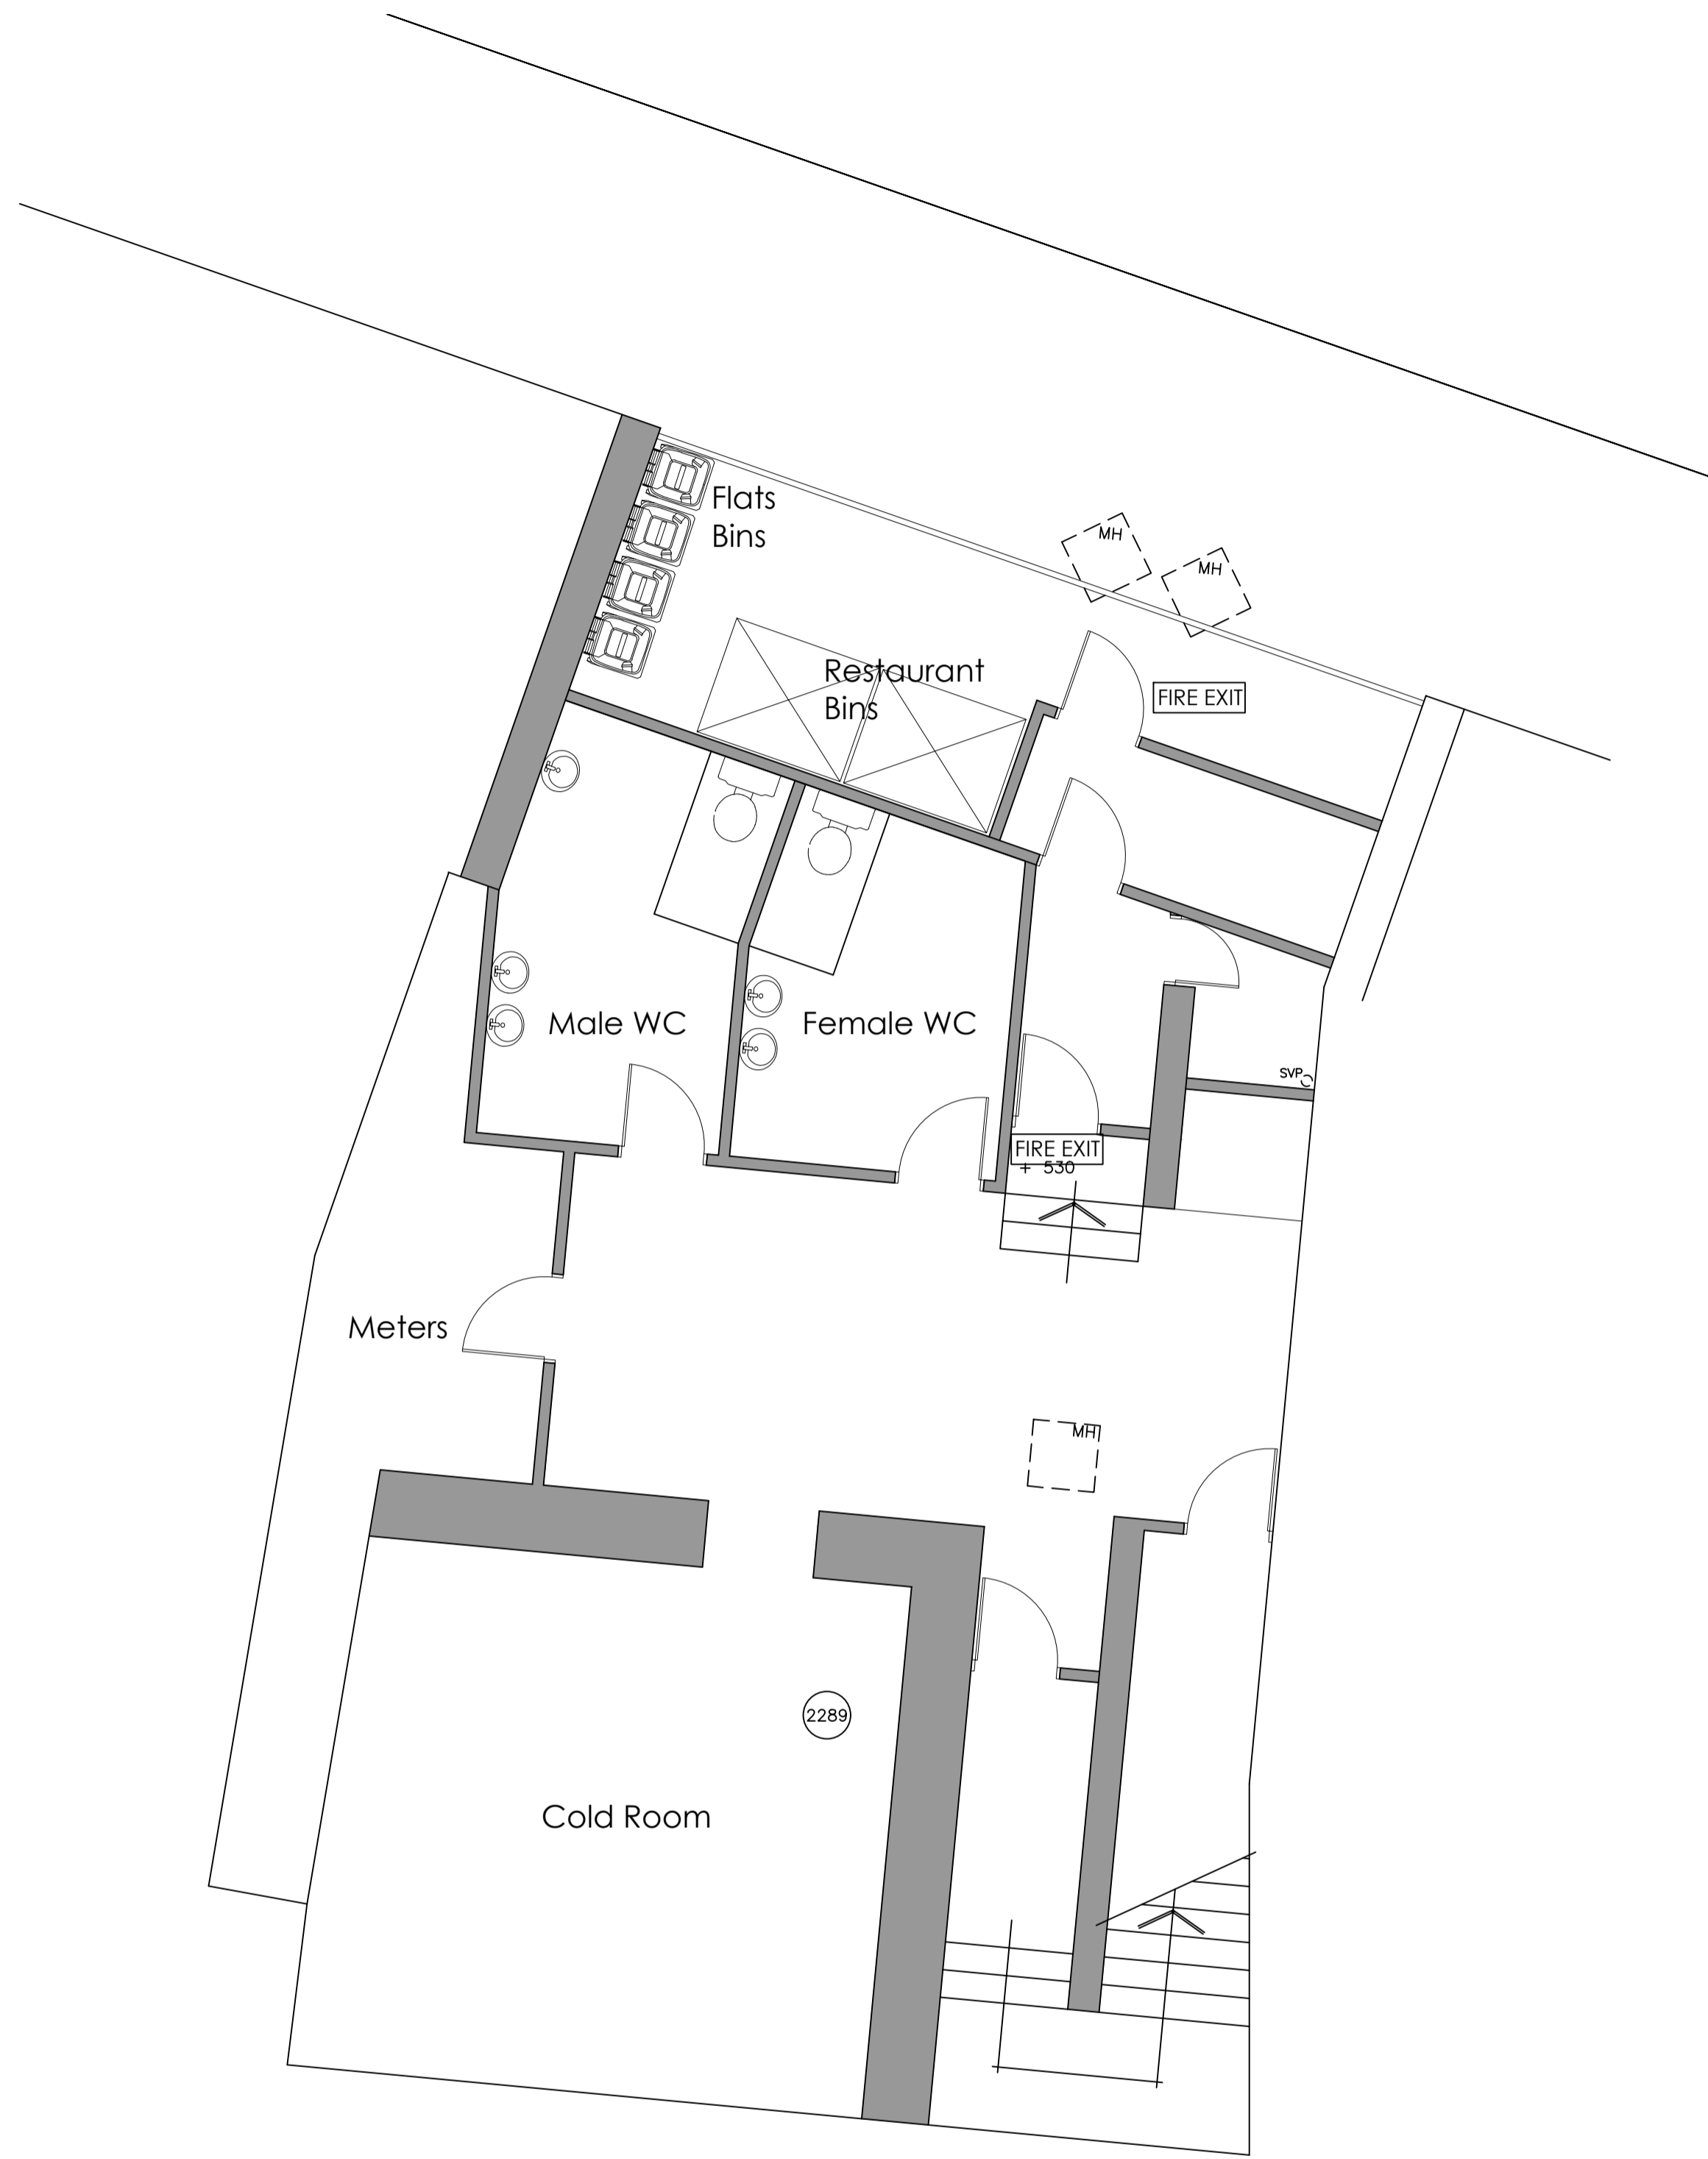 Flats
Bins
MH
MH
Restaurant
Bins
FIRE EXIT
Male WC
Female WC
SVP
FIRE EXIT
+ 530
Meters
MH
2289
Cold Room